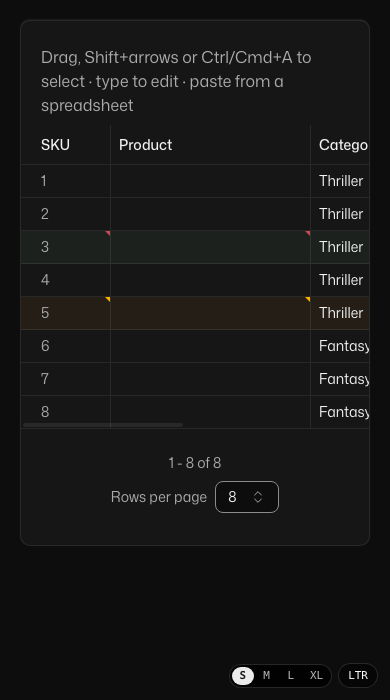 Drag, Shift+arrows or Ctrl/Cmd+A to
select · type to edit · paste from a
spreadsheet
SKU Product Catego
1 Thriller
2 Thriller
3 Thriller
4 Thriller
5 Thriller
6 Fantasy
7 Fantasy
8 Fantasy
1 - 8 of 8
Rows per page 8
S M L XL LTR